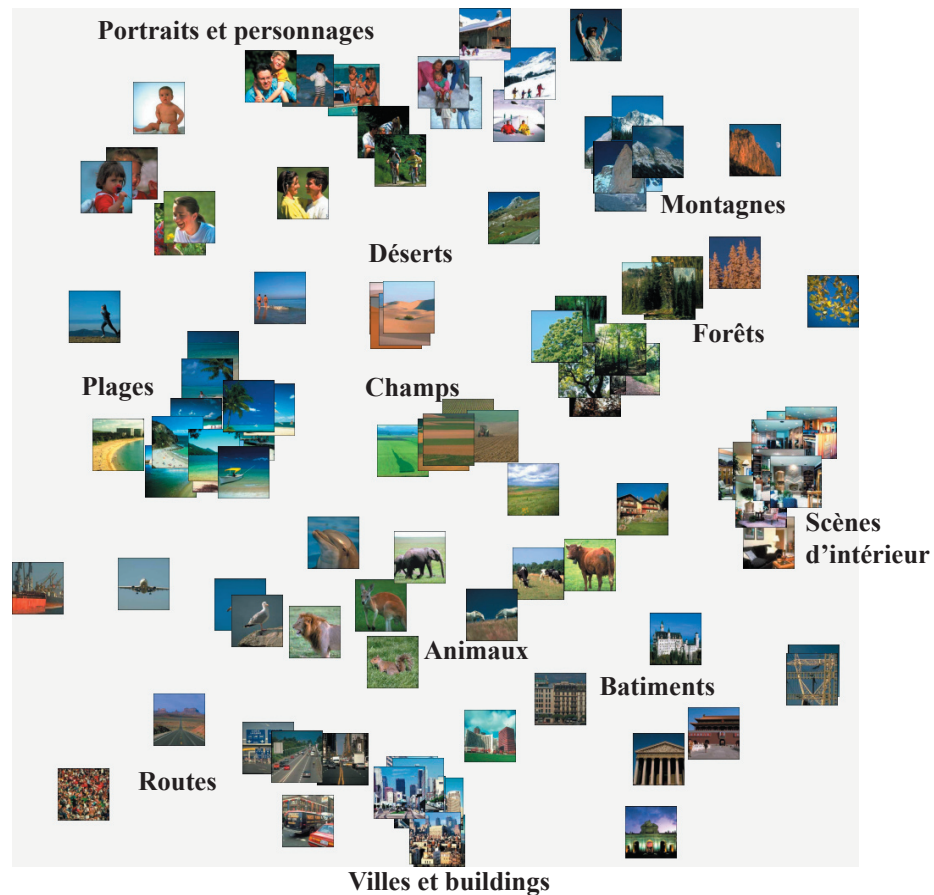 Portraits et personnages
Montagnes
Déserts
Forêts
Plages
Champs
Scènes
d’intérieur
Animaux
Batiments
Routes
Villes et buildings